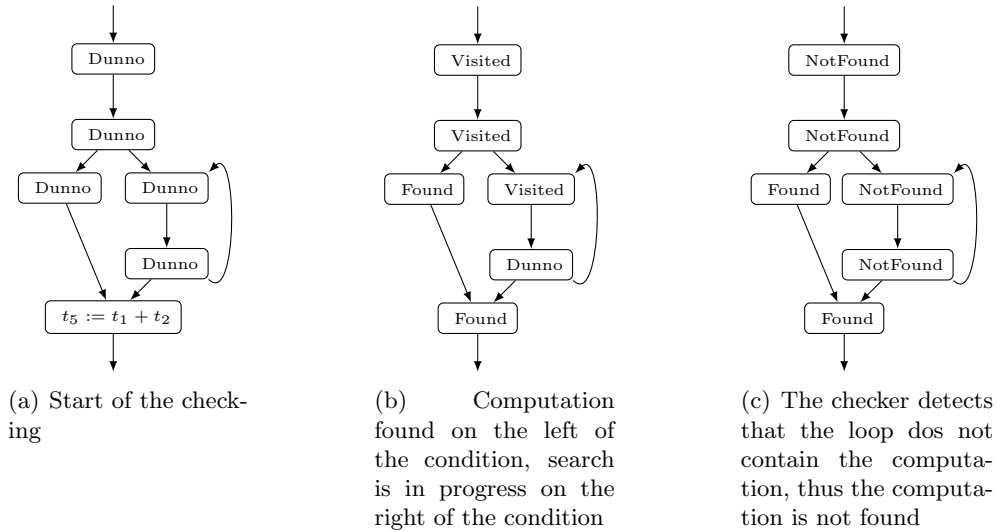 Dunno
Dunno
Dunno
Dunno
Dunno
t₅ := t₁ + t₂
(a) Start of the check-
ing
Visited
Visited
Found
Visited
Dunno
Found
(b) Computation
found on the left of
the condition, search
is in progress on the
right of the condition
NotFound
NotFound
Found
NotFound
NotFound
Found
(c) The checker detects
that the loop dos not
contain the computa-
tion, thus the computa-
tion is not found